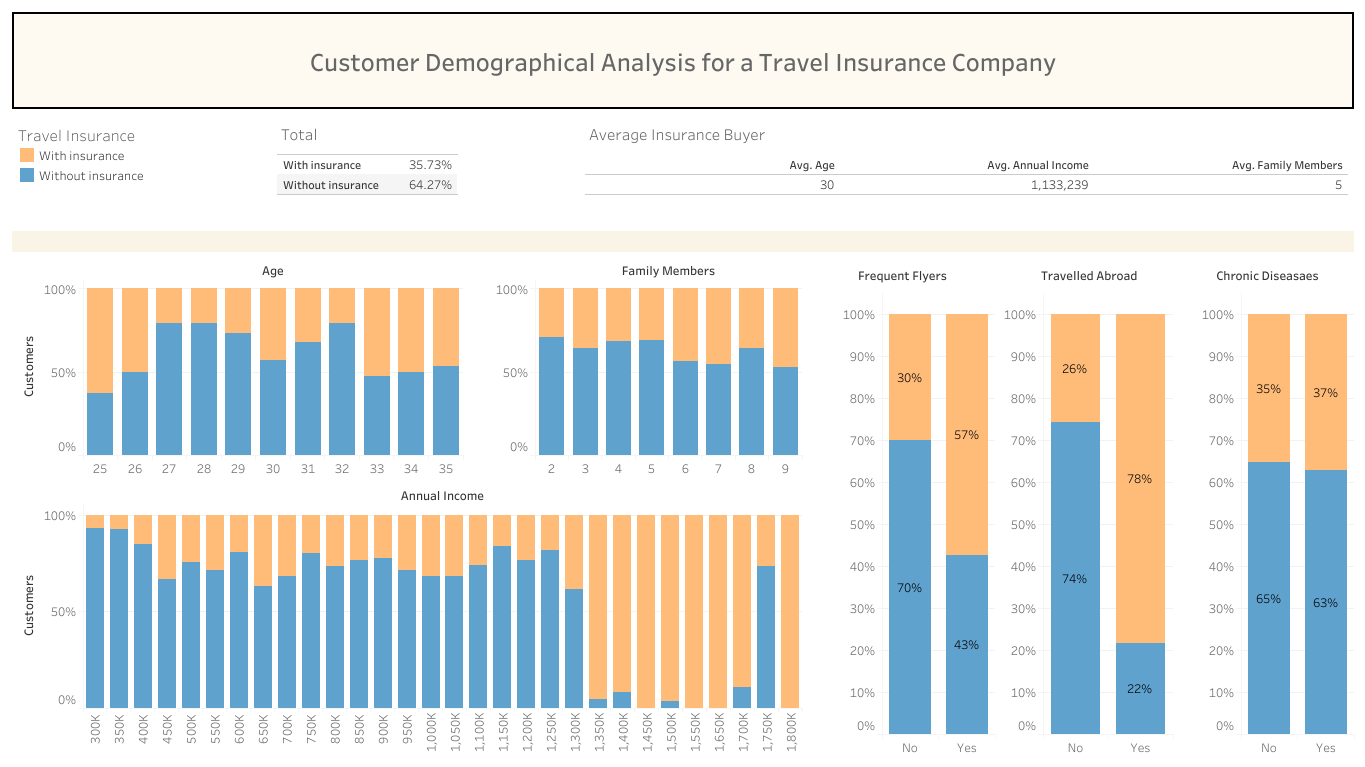 Customer Demographical Analysis for a Travel Insurance Company
Travel Insurance
With insurance
Without insurance
Total
With insurance 35.73%
Without insurance 64.27%
Average Insurance Buyer
Avg. Age Avg. Annual Income Avg. Family Members
30 1,133,239 5
Age
Customers
100%
50%
0%
25 26 27 28 29 30 31 32 33 34 35
Family Members
100%
50%
0%
2 3 4 5 6 7 8 9
Annual Income
Customers
100%
50%
0%
300K 350K 400K 450K 500K 550K 600K 650K 700K 750K 800K 850K 900K 950K 1,000K 1,050K 1,100K 1,150K 1,200K 1,250K 1,300K 1,350K 1,400K 1,450K 1,500K 1,550K 1,650K 1,700K 1,750K 1,800K
Frequent Flyers
100%
90%
80%
70%
60%
50%
40%
30%
20%
10%
0%
30%
57%
70%
43%
No Yes
Travelled Abroad
100%
90%
80%
70%
60%
50%
40%
30%
20%
10%
0%
26%
78%
74%
22%
No Yes
Chronic Diseasaes
100%
90%
80%
70%
60%
50%
40%
30%
20%
10%
0%
35% 37%
65% 63%
No Yes